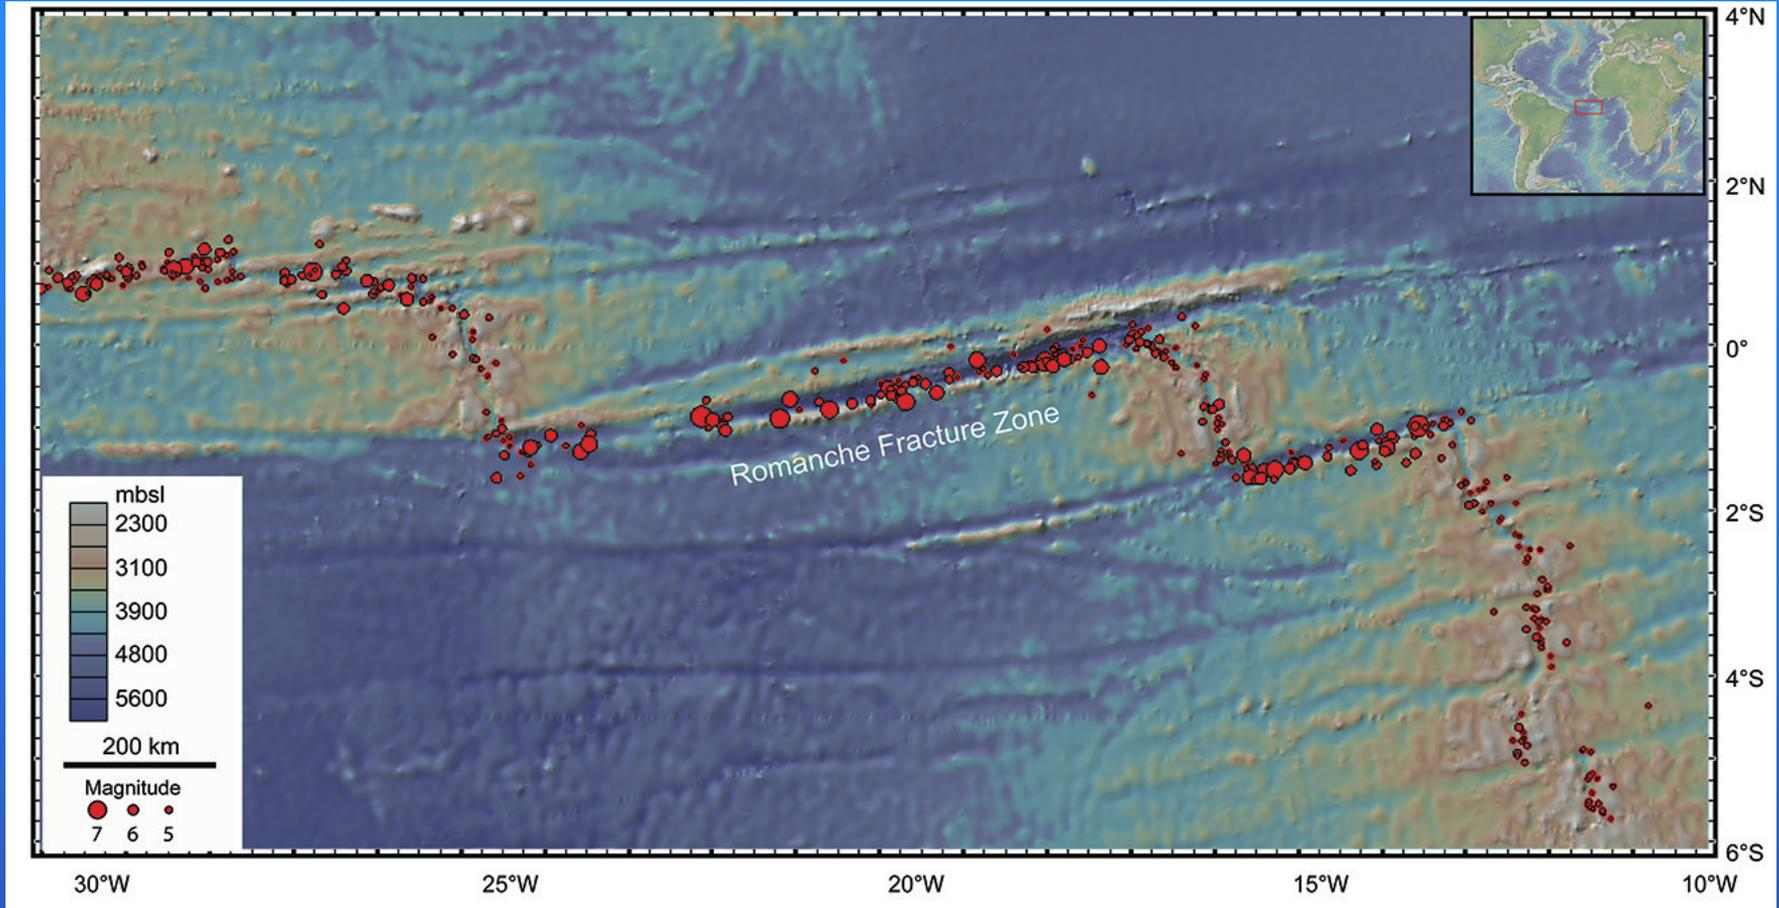 4°N
2°N
0°
Romanche Fracture Zone
2°S
4°S
6°S
mbsl
2300
3100
3900
4800
5600
200 km
Magnitude
7 6 5
30°W 25°W 20°W 15°W 10°W